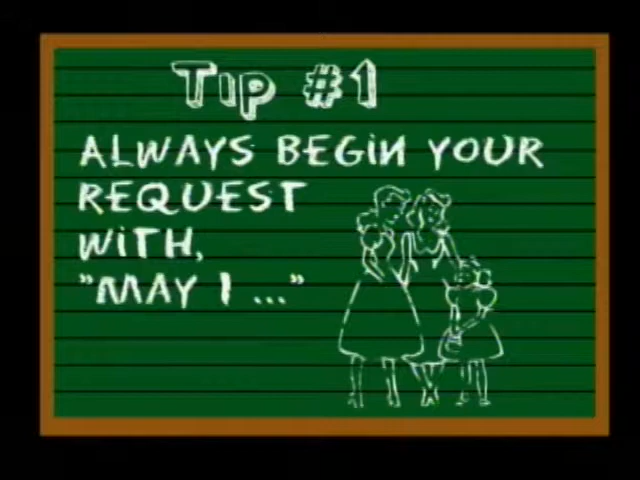 Tip #1
ALWAYS BEGIN YOUR
REQUEST
WITH,
"MAY I ..."